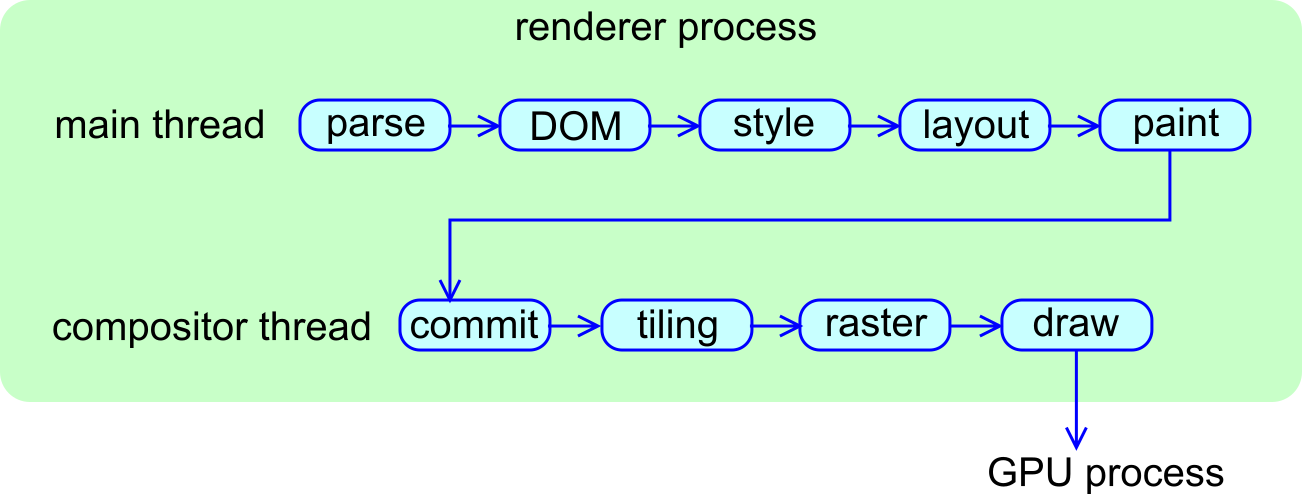 renderer process
main thread parse DOM style layout paint
compositor thread commit tiling raster draw
GPU process